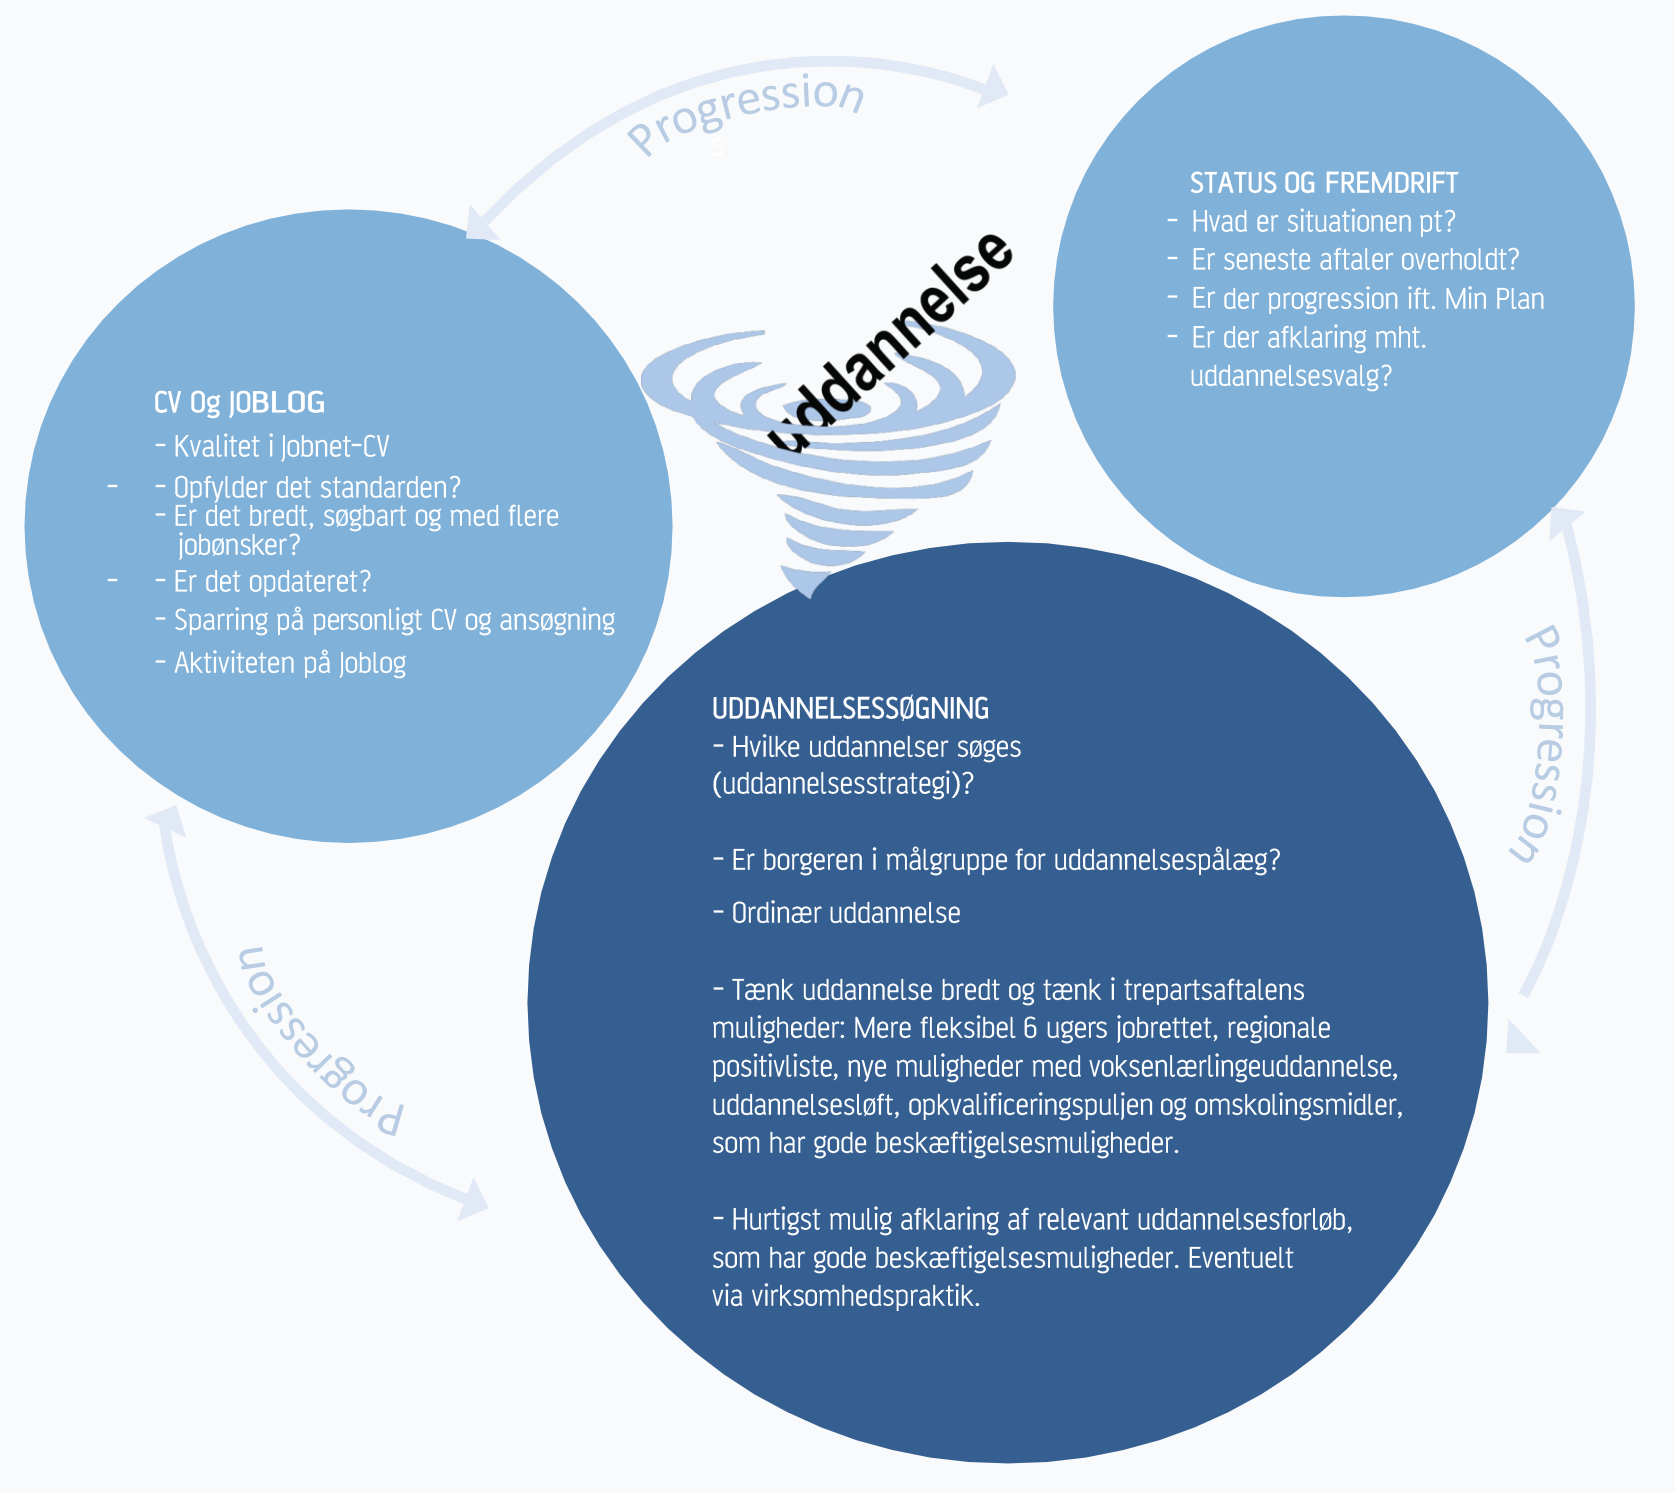 Progression
s
STATUS OG FREMDRIFT
- Hvad er situationen pt?
- Er seneste aftaler overholdt?
- Er der progression ift. Min Plan
- Er der afklaring mht.
uddannelsesvalg?
uddannelse
CV Og JOBLOG
- Kvalitet i Jobnet-CV
- - Opfylder det standarden?
- Er det bredt, søgbart og med flere
jobønsker?
- - Er det opdateret?
- Sparring på personligt CV og ansøgning
- Aktiviteten på Joblog
Progression
UDDANNELSESSØGNING
- Hvilke uddannelser søges
(uddannelsesstrategi)?
- Er borgeren i målgruppe for uddannelsespålæg?
- Ordinær uddannelse
- Tænk uddannelse bredt og tænk i trepartsaftalens
muligheder: Mere fleksibel 6 ugers jobrettet, regionale
positivliste, nye muligheder med voksenlærlingeuddannelse,
uddannelsesløft, opkvalificeringspuljen og omskolingsmidler,
som har gode beskæftigelsesmuligheder.
- Hurtigst mulig afklaring af relevant uddannelsesforløb,
som har gode beskæftigelsesmuligheder. Eventuelt
via virksomhedspraktik.
Progression